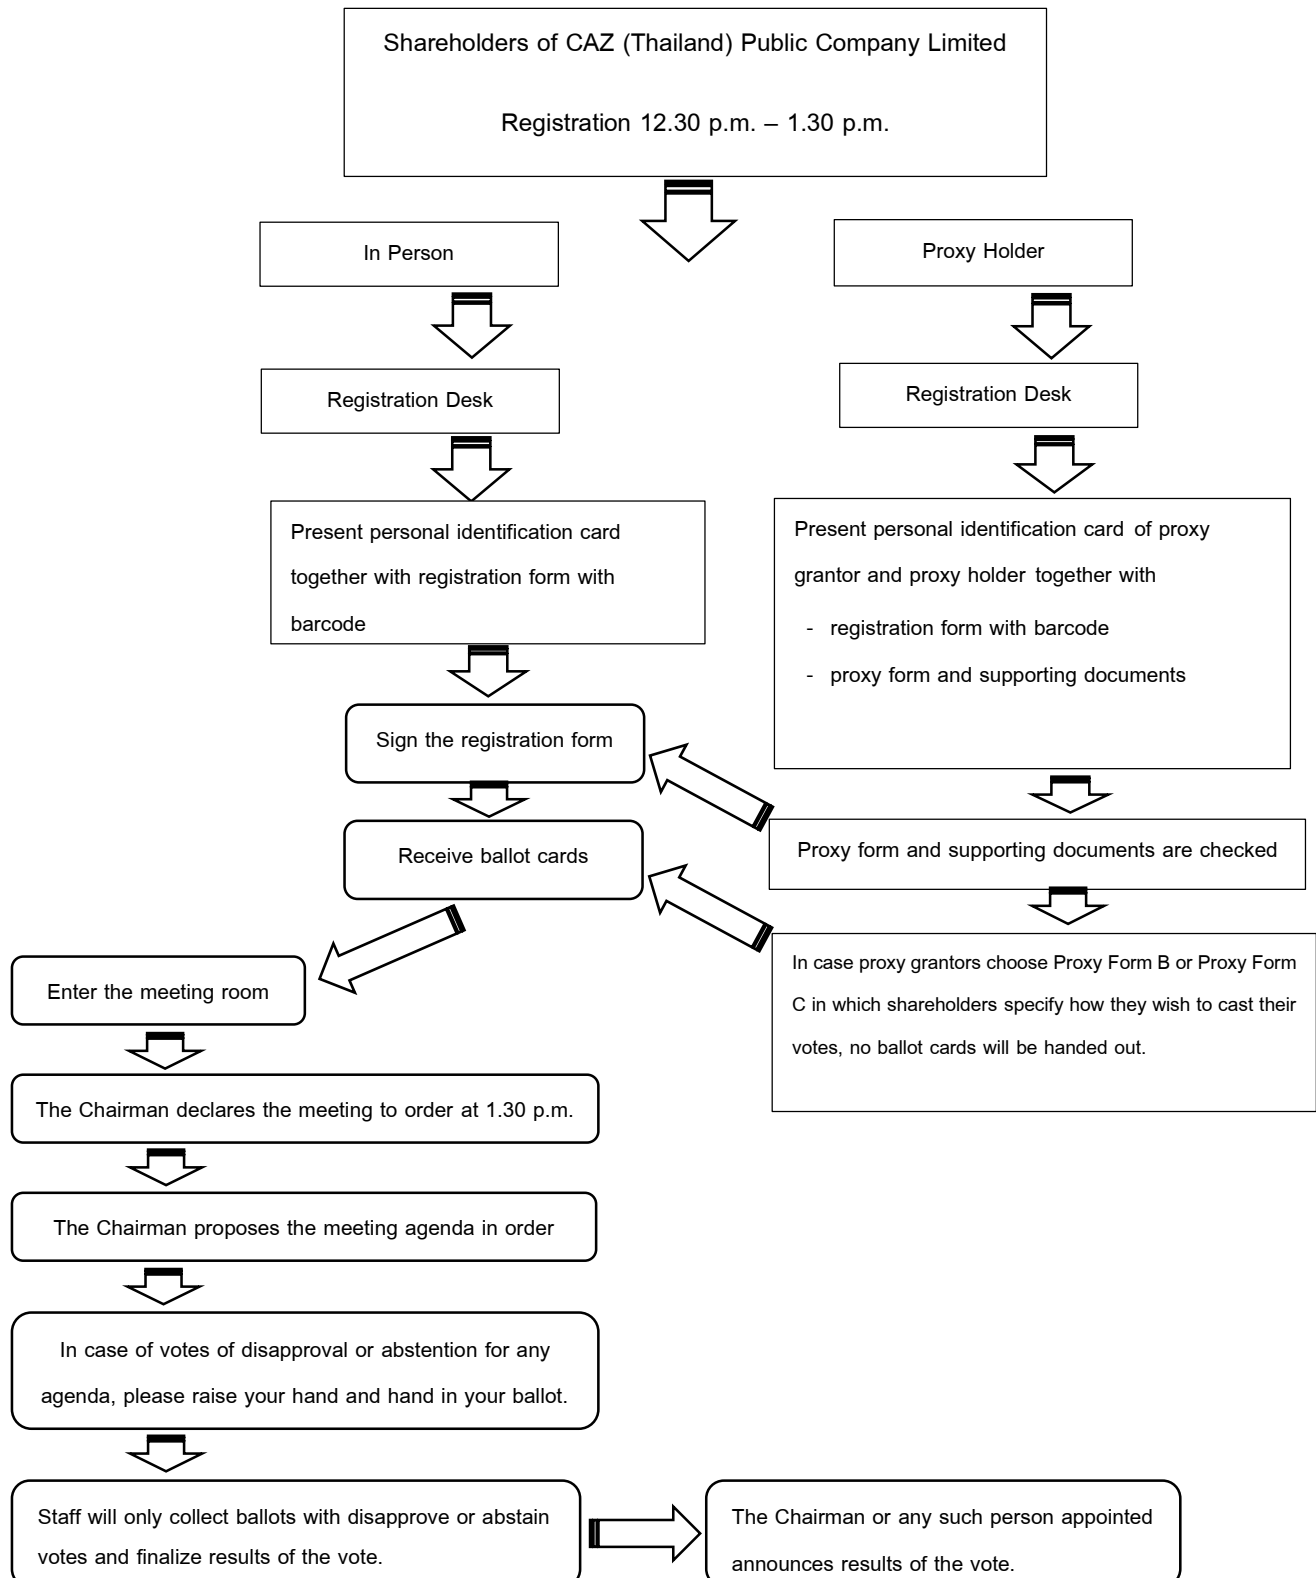 Shareholders of CAZ (Thailand) Public Company Limited
Registration 12.30 p.m. – 1.30 p.m.
In Person
Proxy Holder
Registration Desk
Registration Desk
Present personal identification card
together with registration form with
barcode
Present personal identification card of proxy
grantor and proxy holder together with
- registration form with barcode
- proxy form and supporting documents
Sign the registration form
Receive ballot cards
Proxy form and supporting documents are checked
In case proxy grantors choose Proxy Form B or Proxy Form
C in which shareholders specify how they wish to cast their
votes, no ballot cards will be handed out.
Enter the meeting room
The Chairman declares the meeting to order at 1.30 p.m.
The Chairman proposes the meeting agenda in order
In case of votes of disapproval or abstention for any
agenda, please raise your hand and hand in your ballot.
Staff will only collect ballots with disapprove or abstain
votes and finalize results of the vote.
The Chairman or any such person appointed
announces results of the vote.